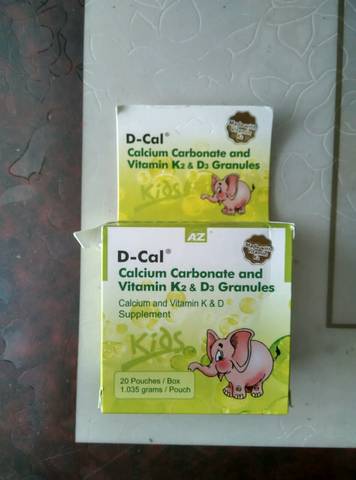 D-Cal®
Calcium Carbonate and
Vitamin K2 & D3 Granules
Kids
AZ
D-Cal®
Calcium Carbonate and
Vitamin K2 & D3 Granules
Calcium and Vitamin K & D
Supplement
Kids
20 Pouches / Box
1.035 grams / Pouch